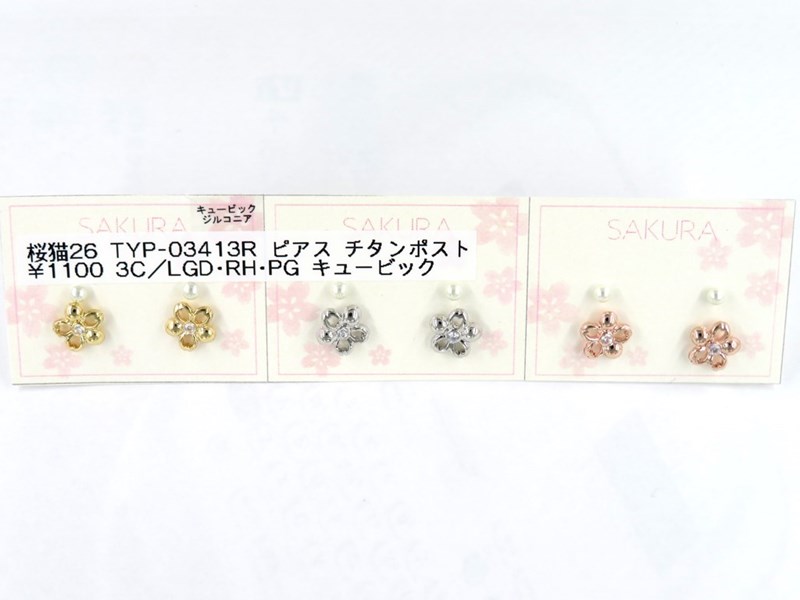 キュービック
ジルコニア
SAKURA
SAKURA
SAKURA
桜猫26 TYP-03413R ピアス チタンポスト
¥1100 3C／LGD・RH・PG キュービック